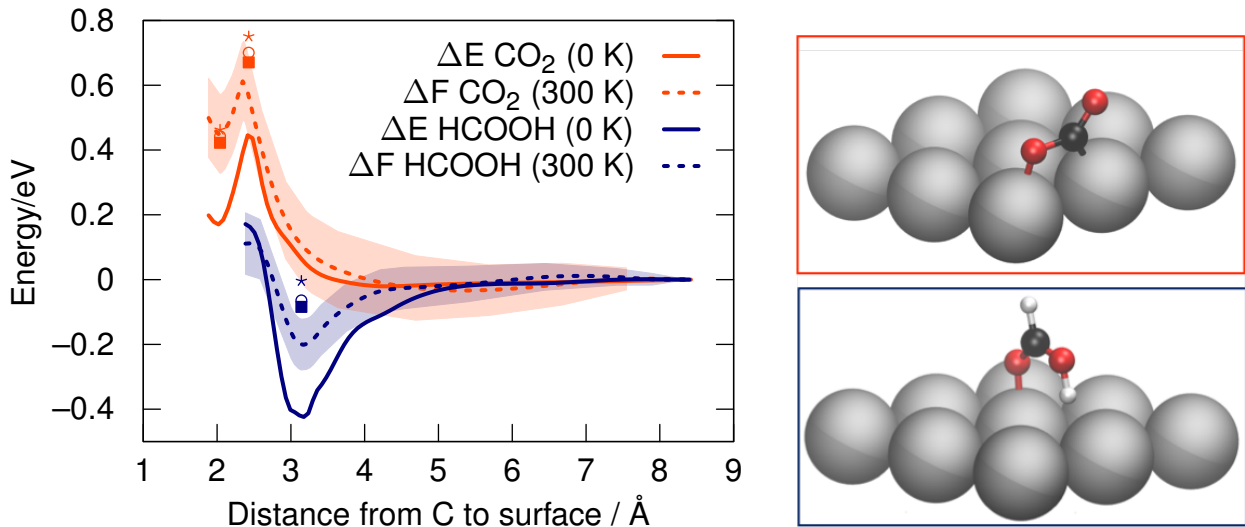 0.8
0.6
0.4
0.2
0
–0.2
–0.4
Energy/eV
ΔE CO₂ (0 K)
ΔF CO₂ (300 K)
ΔE HCOOH (0 K)
ΔF HCOOH (300 K)
1 2 3 4 5 6 7 8 9
Distance from C to surface / Å